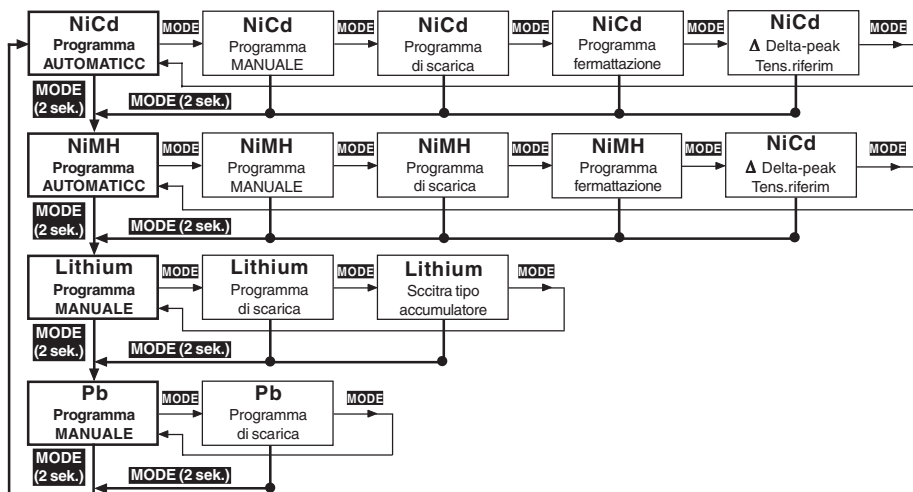 NiCd
Programma
AUTOMATICC
MODE
NiCd
Programma
MANUALE
MODE
NiCd
Programma
di scarica
MODE
NiCd
Programma
fermattazione
MODE
NiCd
Δ Delta-peak
Tens.riferim
MODE
MODE
(2 sek.)
MODE (2 sek.)
NiMH
Programma
AUTOMATICC
MODE
NiMH
Programma
MANUALE
MODE
NiMH
Programma
di scarica
MODE
NiMH
Programma
fermattazione
MODE
NiCd
Δ Delta-peak
Tens.riferim
MODE
MODE
(2 sek.)
MODE (2 sek.)
Lithium
Programma
MANUALE
MODE
Lithium
Programma
di scarica
MODE
Lithium
Sccitra tipo
accumulatore
MODE
MODE
(2 sek.)
MODE (2 sek.)
Pb
Programma
MANUALE
MODE
Pb
Programma
di scarica
MODE
MODE
(2 sek.)
MODE (2 sek.)